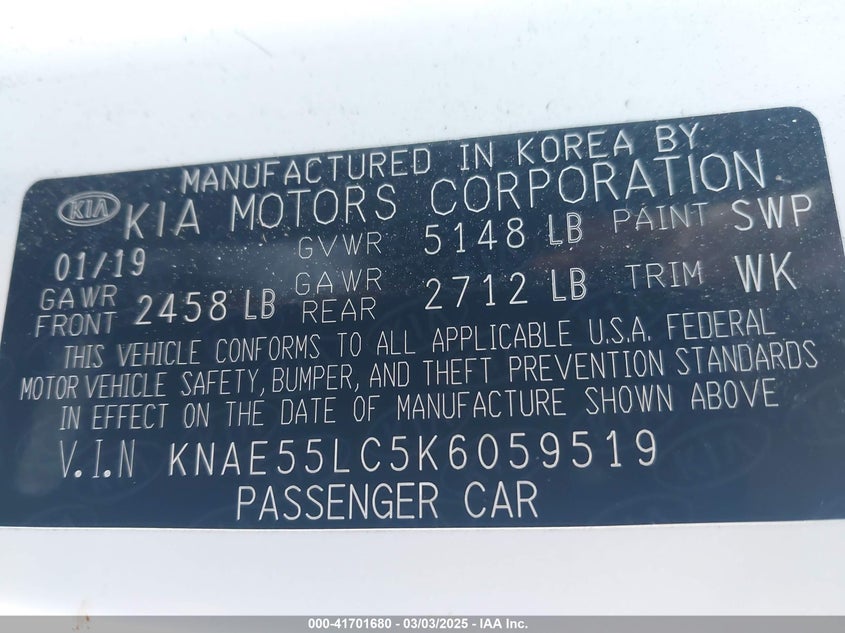 MANUFACTURED IN KOREA BY
KIA KIA MOTORS CORPORATION
01/19 GVWR 5148 LB PAINT SWP
GAWR FRONT 2458 LB GAWR REAR 2712 LB TRIM WK
THIS VEHICLE CONFORMS TO ALL APPLICABLE U.S.A. FEDERAL
MOTOR VEHICLE SAFETY, BUMPER, AND THEFT PREVENTION STANDARDS
IN EFFECT ON THE DATE OF MANUFACTURE SHOWN ABOVE
V.I.N KNAE55LC5K6059519
PASSENGER CAR
000-41701680 - 03/03/2025 - IAA Inc.